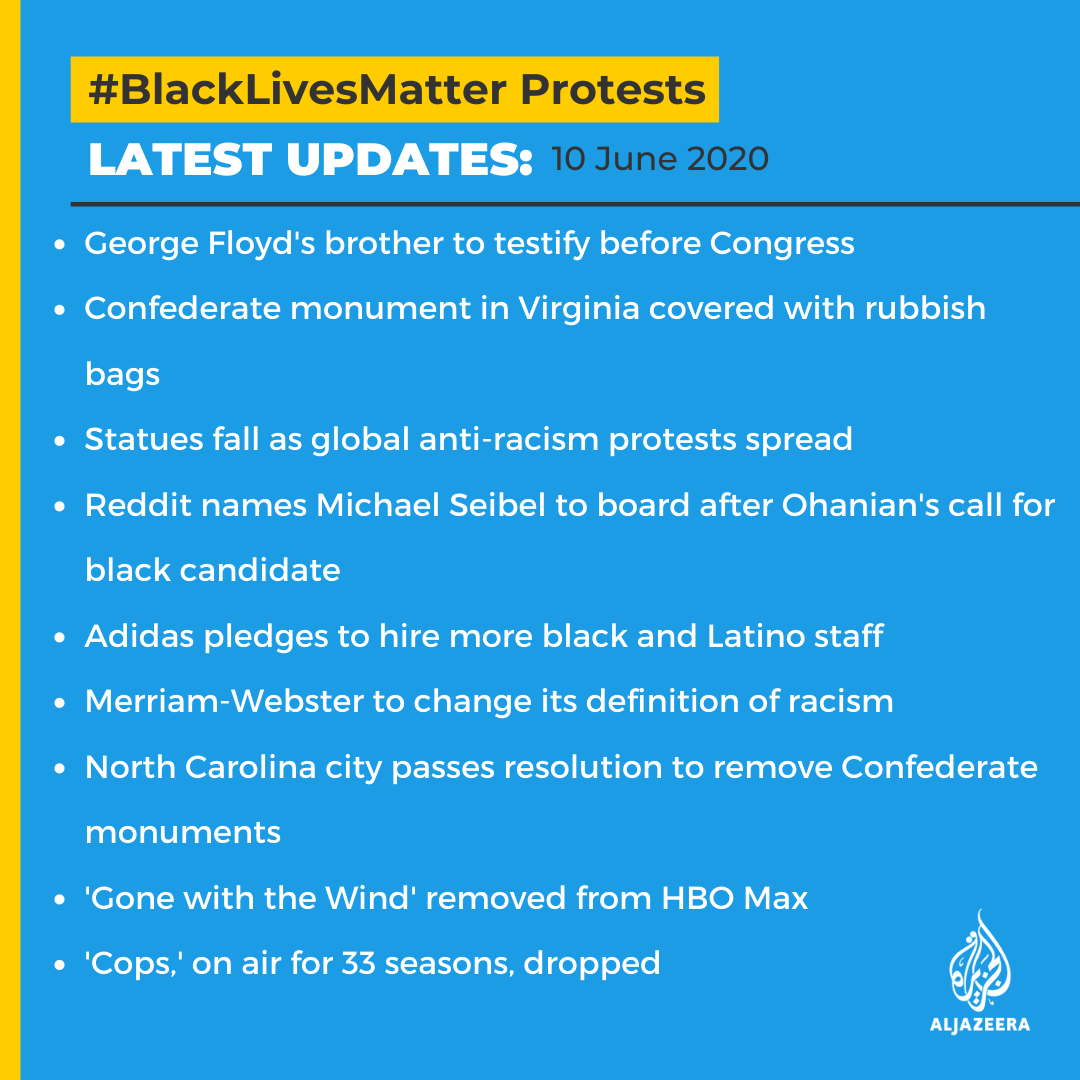 #BlackLivesMatter Protests
LATEST UPDATES: 10 June 2020
• George Floyd's brother to testify before Congress
• Confederate monument in Virginia covered with rubbish
bags
• Statues fall as global anti-racism protests spread
• Reddit names Michael Seibel to board after Ohanian's call for
black candidate
• Adidas pledges to hire more black and Latino staff
• Merriam-Webster to change its definition of racism
• North Carolina city passes resolution to remove Confederate
monuments
• 'Gone with the Wind' removed from HBO Max
• 'Cops,' on air for 33 seasons, dropped
الجزيرة
ALJAZEERA